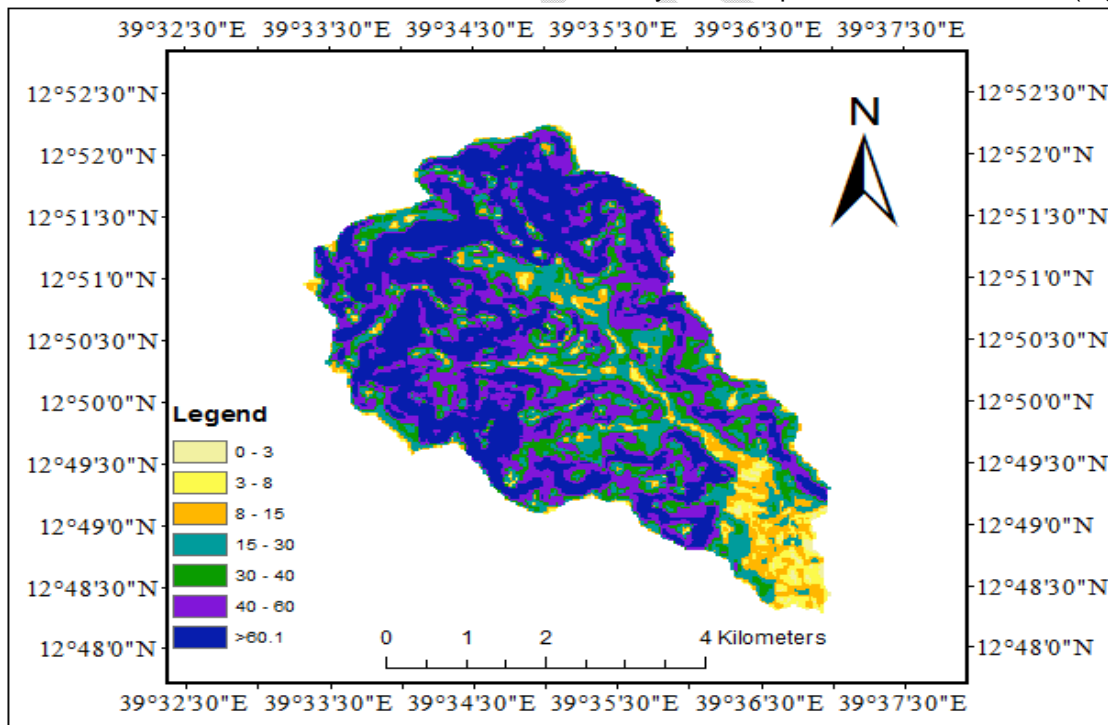 39°32'30"E 39°33'30"E 39°34'30"E 39°35'30"E 39°36'30"E 39°37'30"E
12°52'30"N 12°52'30"N
N
12°52'0"N 12°52'0"N
12°51'30"N 12°51'30"N
12°51'0"N 12°51'0"N
12°50'30"N 12°50'30"N
12°50'0"N 12°50'0"N
Legend
0 - 3
12°49'30"N 12°49'30"N
3 - 8
8 - 15
12°49'0"N 12°49'0"N
15 - 30
30 - 40
12°48'30"N 12°48'30"N
40 - 60
>60.1
0 1 2 4 Kilometers
12°48'0"N 12°48'0"N
39°32'30"E 39°33'30"E 39°34'30"E 39°35'30"E 39°36'30"E 39°37'30"E